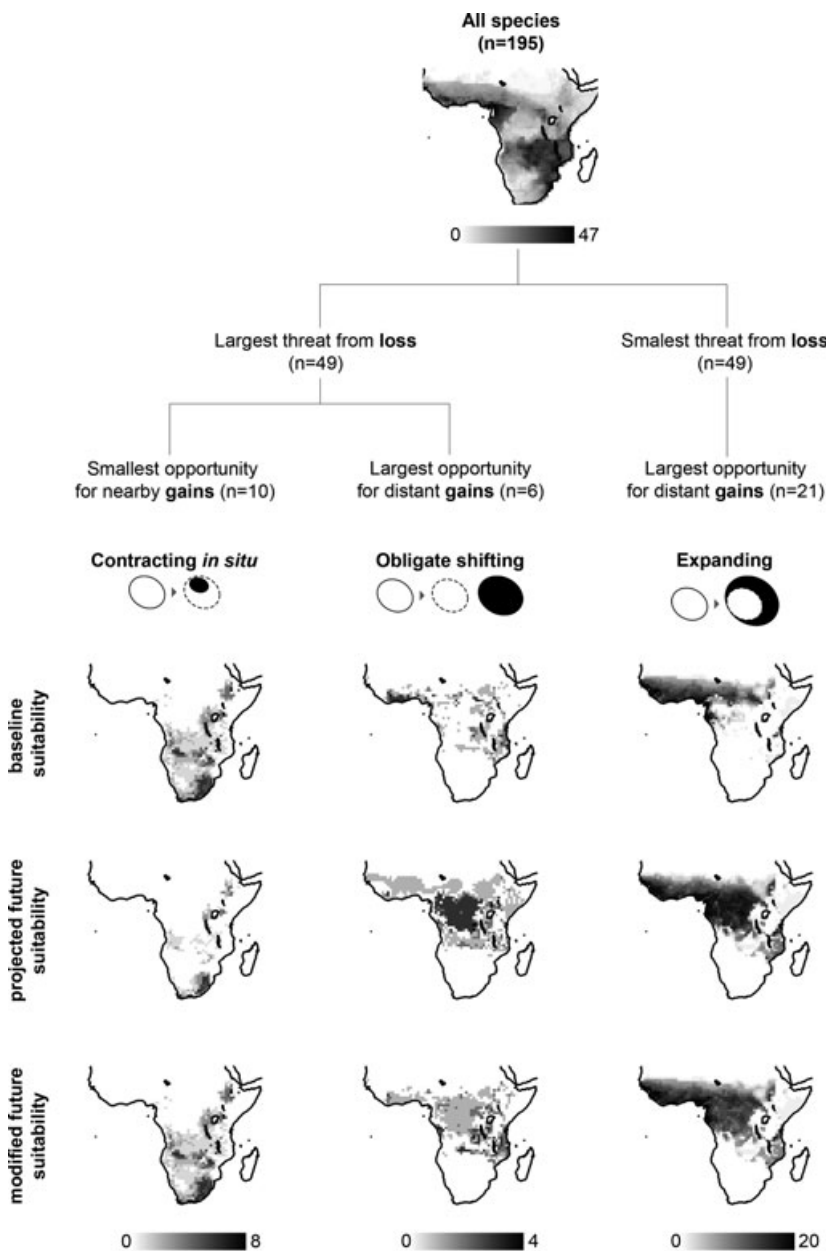 All species
(n=195)
0 47
Largest threat from loss
(n=49)
Smalest threat from loss
(n=49)
Smallest opportunity
for nearby gains (n=10)
Largest opportunity
for distant gains (n=6)
Largest opportunity
for distant gains (n=21)
Contracting in situ
Obligate shifting
Expanding
baseline
suitability
projected future
suitability
modified future
suitability
0 8
0 4
0 20